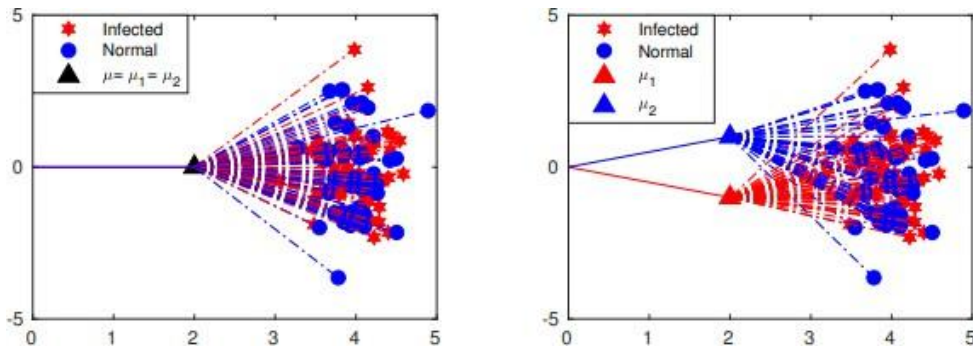 5
Infected
Normal
μ= μ1 = μ2
0
-5
0 1 2 3 4 5
5
Infected
Normal
μ1
μ2
0
-5
0 1 2 3 4 5